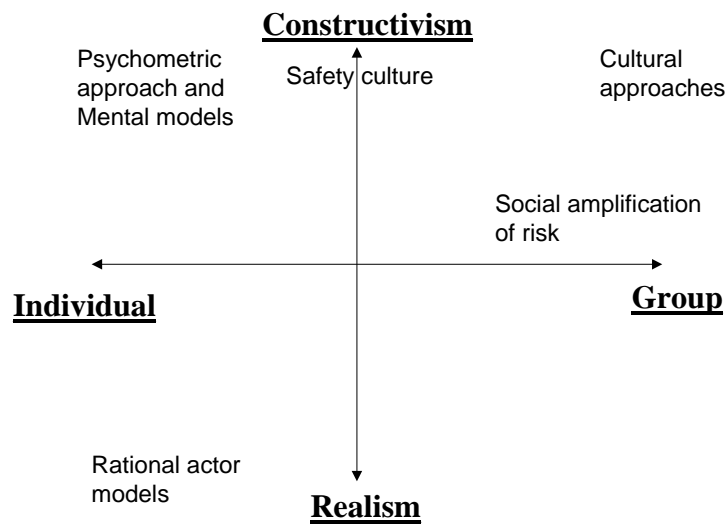 Constructivism
Psychometric
approach and
Mental models
Safety culture
Cultural
approaches
Social amplification
of risk
Individual
Group
Rational actor
models
Realism